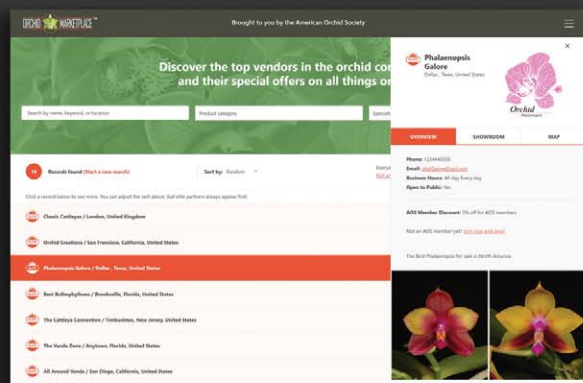 ORCHID MARKETPLACE
Brought to you by the American Orchid Society
Discover the top vendors in the orchid
and their special offers on all things
Search by name, keyword, or location
Product category
Records found (Start a new search)
Sort by: Random
Click a record below to see more. You can adjust the sort above, but elite partners always appear first.
Classic Cattleyas / London, United Kingdom
Orchid Creations / San Francisco, California, United States
Phalaenopsis Galore / Dallas, Texas, United States
Best Bulbophyllums / Brooksville, Florida, United States
The Cattleya Connection / Timbucktoo, New Jersey, United States
The Vanda Zone / Anytown, Florida, United States
All Around Vanda / San Diego, California, United States
Phalaenopsis
Galore
Dallas, Texas, United States
Orchid
OVERVIEW
SHOWROOM
MAP
Phone:
Email:
Business Hours: All day Every day
Open to Public: Yes
AOS Member Discount: 5% off for AOS members
Not an AOS member yet? Join now and save!
The Best Phalaenopsis for sale in North America